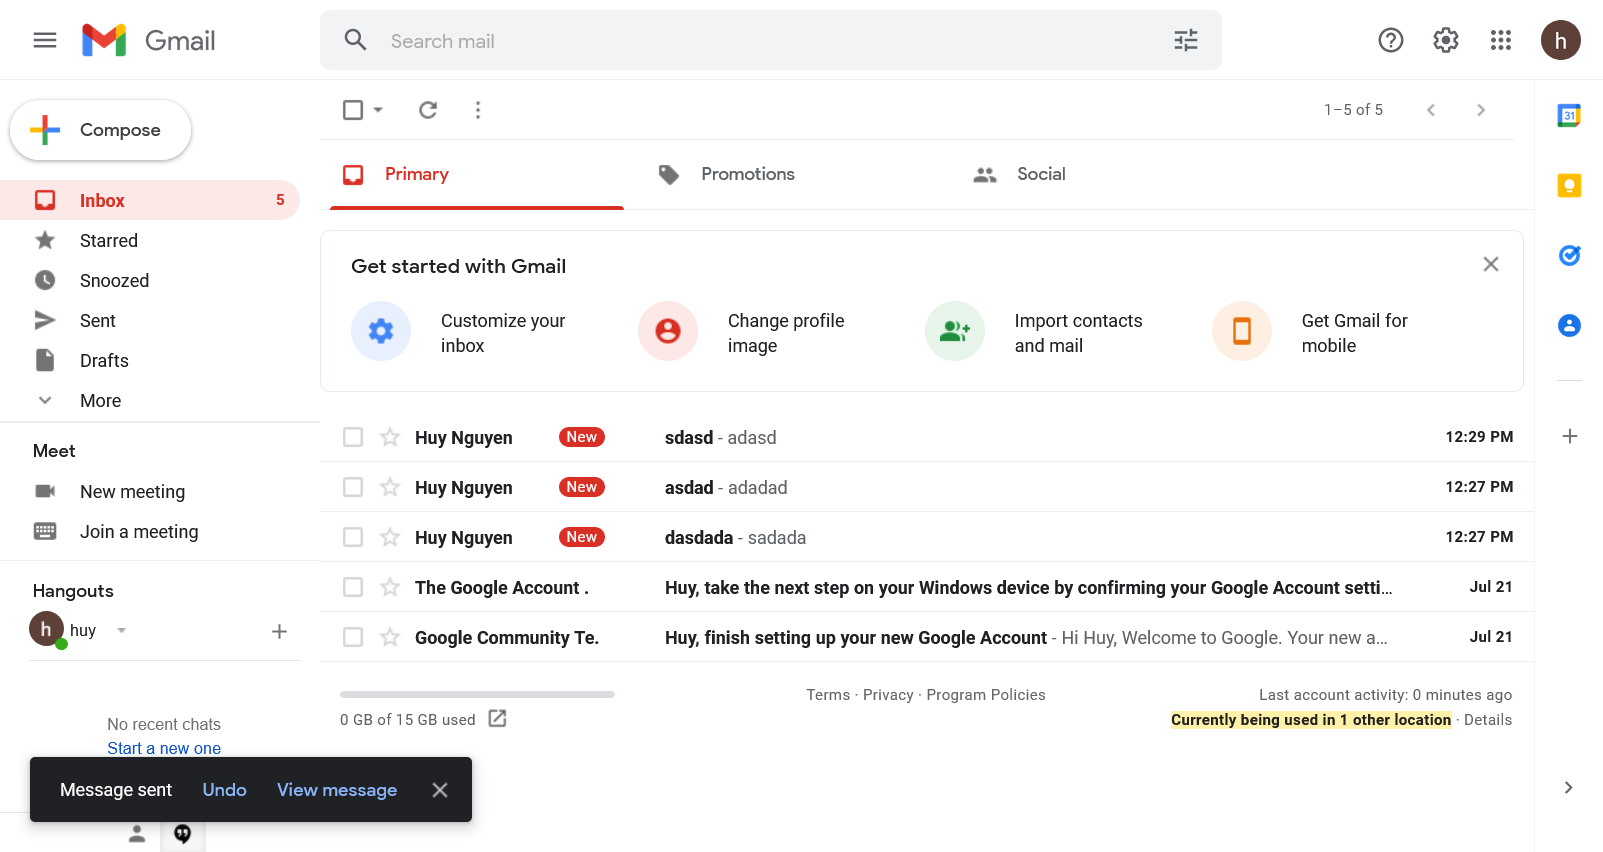 Gmail
Search mail
h
Compose
1–5 of 5
31
Inbox 5
Starred
Snoozed
Sent
Drafts
More
Meet
New meeting
Join a meeting
Hangouts
h huy
No recent chats
Start a new one
Primary
Promotions
Social
Get started with Gmail
Customize your inbox
Change profile image
Import contacts and mail
Get Gmail for mobile
Huy Nguyen New sdasd - adasd 12:29 PM
Huy Nguyen New asdad - adadad 12:27 PM
Huy Nguyen New dasdada - sadada 12:27 PM
The Google Account . Huy, take the next step on your Windows device by confirming your Google Account setti… Jul 21
Google Community Te. Huy, finish setting up your new Google Account - Hi Huy, Welcome to Google. Your new a… Jul 21
0 GB of 15 GB used
Terms · Privacy · Program Policies
Last account activity: 0 minutes ago
Currently being used in 1 other location · Details
Message sent Undo View message